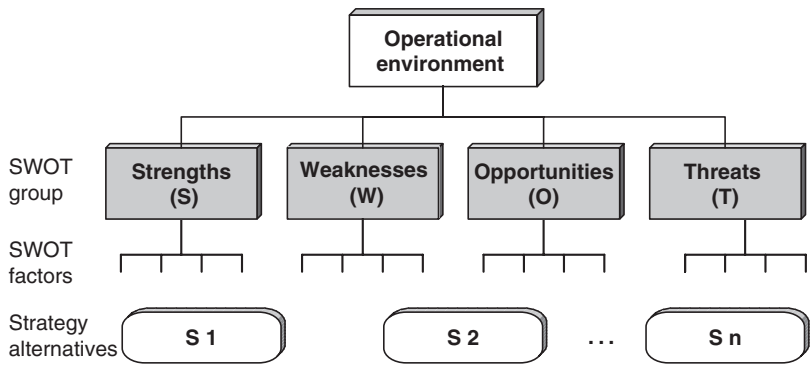 Operational
environment
SWOT
group
Strengths
(S)
Weaknesses
(W)
Opportunities
(O)
Threats
(T)
SWOT
factors
Strategy
alternatives
S 1
S 2
...
S n